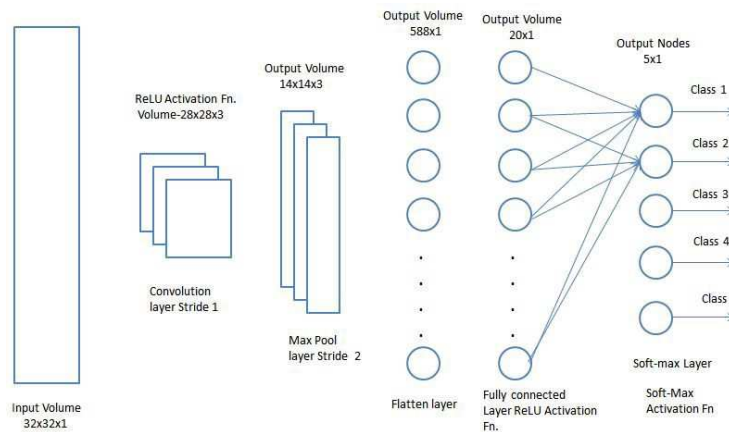 Output Volume
588x1
Output Volume
20x1
Output Nodes
5x1
Output Volume
14x14x3
ReLU Activation Fn.
Volume-28x28x3
Class 1
Class 2
Class 3
Class 4
Class
Convolution
layer Stride 1
Max Pool
layer Stride 2
Soft-max Layer
Flatten layer
Fully connected
Layer ReLU Activation
Fn.
Soft-Max
Activation Fn
Input Volume
32x32x1